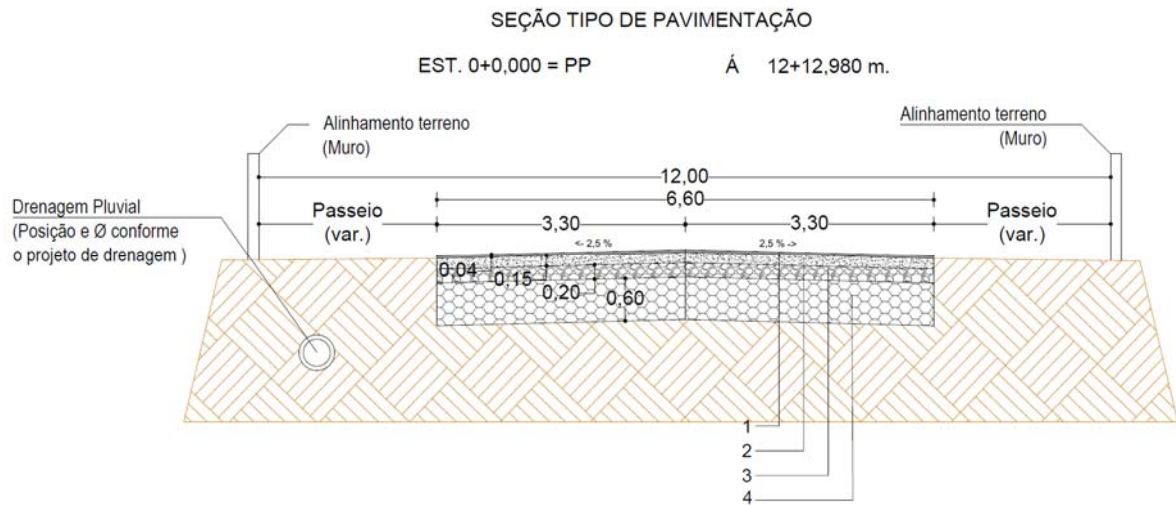 SEÇÃO TIPO DE PAVIMENTAÇÃO
EST. 0+0,000 = PP Á 12+12,980 m.
Alinhamento terreno
(Muro)
Alinhamento terreno
(Muro)
12,00
6,60
Drenagem Pluvial
(Posição e Ø conforme
o projeto de drenagem )
Passeio
(var.)
3,30
3,30
Passeio
(var.)
<- 2,5 %
2,5 % ->
0,04
0,15
0,20
0,60
1
2
3
4